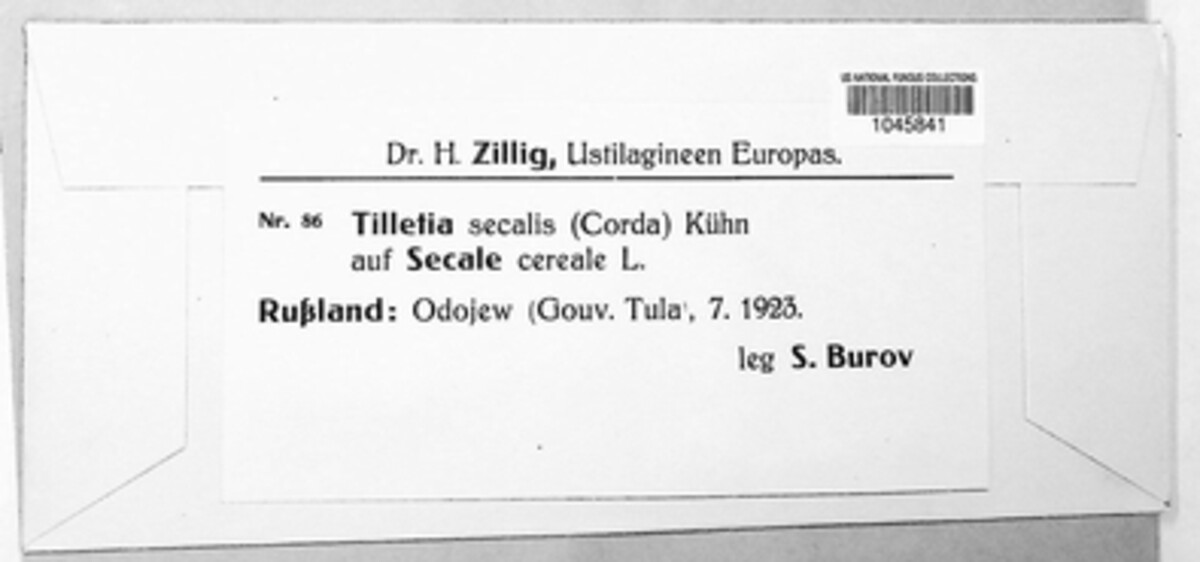 US NATIONAL FUNGUS COLLECTIONS
1045841
Dr. H. Zillig, Ustilagineen Europas.
Nr. 86 Tilletia secalis (Corda) Kühn
auf Secale cereale L.
Rußland: Odojew (Gouv. Tula), 7. 1923.
leg S. Burov